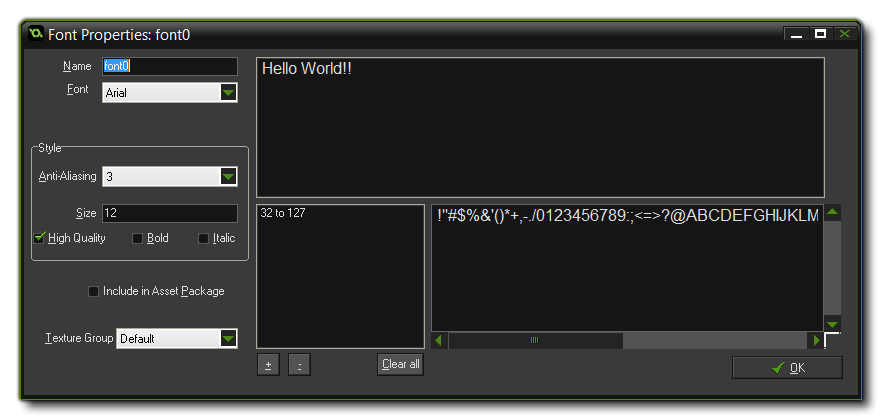 Font Properties: font0
Name font0
Font Arial
Hello World!!
Style
Anti-Aliasing 3
Size 12
High Quality Bold Italic
32 to 127
!"#$%&'()*+,-./0123456789:;<=>?@ABCDEFGHIJKLM
Include in Asset Package
Texture Group Default
+ - Clear all
OK